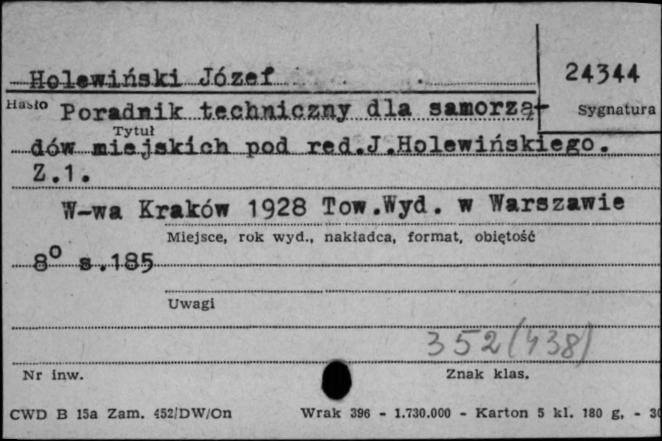 Holewiński Józef
24344
Hasło
Sygnatura
Poradnik techniczny dla samorzą-
Tytuł
dów miejskich pod red.J.Holewińskiego.
Z.1.
W-wa Kraków 1928 Tow.Wyd. w Warszawie
Miejsce, rok wyd., nakładca, format, objętość
8° s.185
Uwagi
352(438)
Nr inw.
Znak klas.
CWD B 15a Zam. 452/DW/On Wrak 396 - 1.730.000 - Karton 5 kl. 180 g, -